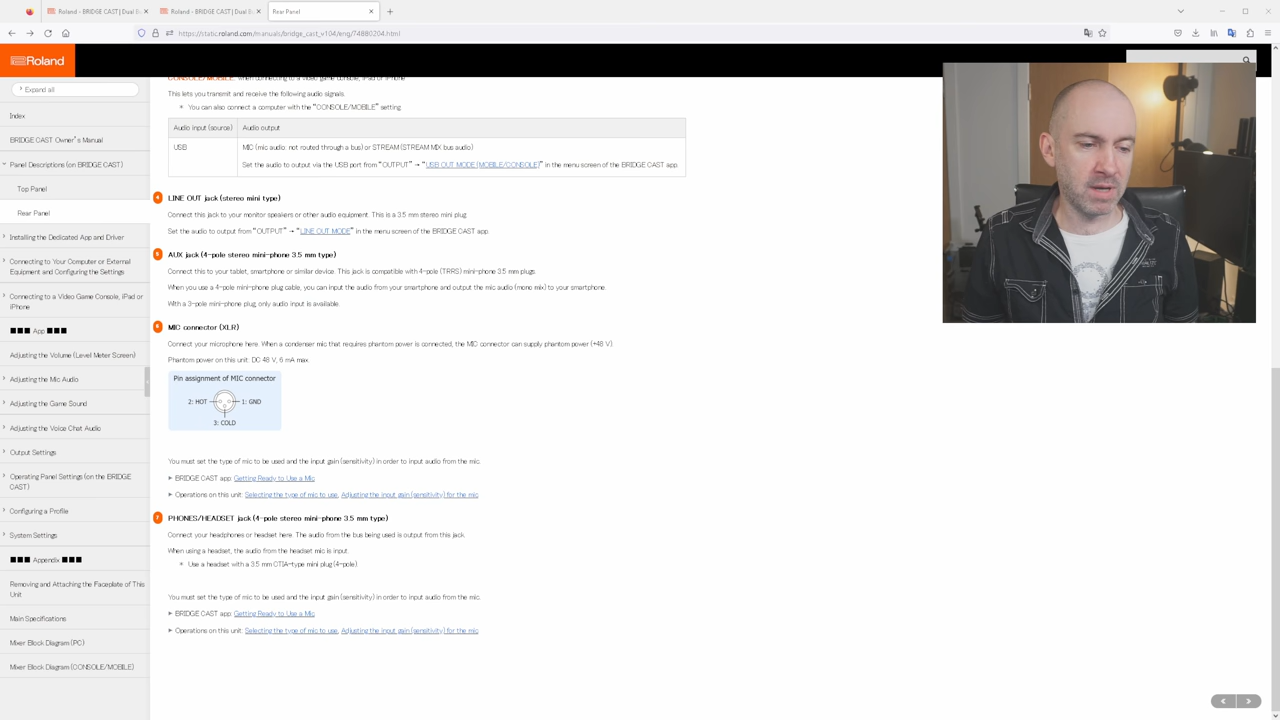 Roland - BRIDGE CAST | Dual B
Roland - BRIDGE CAST | Dual B
Rear Panel
https://static.roland.com/manuals/bridge_cast_v104/eng/74880204.html
Roland
Expand all
Index
BRIDGE CAST Owner's Manual
Panel Descriptions (on BRIDGE CAST)
Top Panel
Rear Panel
Installing the Dedicated App and Driver
Connecting to Your Computer or External Equipment and Configuring the Settings
Connecting to a Video Game Console, iPad or iPhone
■■■ App ■■■
Adjusting the Volume (Level Meter Screen)
Adjusting the Mic Audio
Adjusting the Game Sound
Adjusting the Voice Chat Audio
Output Settings
Operating Panel Settings (on the BRIDGE CAST)
Configuring a Profile
System Settings
■■■ Appendix ■■■
Removing and Attaching the Faceplate of This Unit
Main Specifications
Mixer Block Diagram (PC)
Mixer Block Diagram (CONSOLE/MOBILE)
CONSOLE/MOBILE: when connecting to a video game console, iPad or iPhone
This lets you transmit and receive the following audio signals.
* You can also connect a computer with the "CONSOLE/MOBILE" setting.
Audio input (source) Audio output
USB MIC (mic audio: not routed through a bus) or STREAM (STREAM MIX bus audio)
Set the audio to output via the USB port from "OUTPUT" → "USB OUT MODE (MOBILE/CONSOLE)" in the menu screen of the BRIDGE CAST app.
4 LINE OUT jack (stereo mini type)
Connect this jack to your monitor speakers or other audio equipment. This is a 3.5 mm stereo mini plug.
Set the audio to output from "OUTPUT" → "LINE OUT MODE" in the menu screen of the BRIDGE CAST app.
5 AUX jack (4-pole stereo mini-phone 3.5 mm type)
Connect this to your tablet, smartphone or similar device. This jack is compatible with 4-pole (TRRS) mini-phone 3.5 mm plugs.
When you use a 4-pole mini-phone plug cable, you can input the audio from your smartphone and output the mic audio (mono mix) to your smartphone.
With a 3-pole mini-phone plug, only audio input is available.
6 MIC connector (XLR)
Connect your microphone here. When a condenser mic that requires phantom power is connected, the MIC connector can supply phantom power (+48 V).
Phantom power on this unit: DC 48 V, 6 mA max
Pin assignment of MIC connector
2: HOT 1: GND
3: COLD
You must set the type of mic to be used and the input gain (sensitivity) in order to input audio from the mic.
BRIDGE CAST app: Getting Ready to Use a Mic
Operations on this unit: Selecting the type of mic to use, Adjusting the input gain (sensitivity) for the mic
7 PHONES/HEADSET jack (4-pole stereo mini-phone 3.5 mm type)
Connect your headphones or headset here. The audio from the bus being used is output from this jack.
When using a headset, the audio from the headset mic is input.
* Use a headset with a 3.5 mm CTIA-type mini plug (4-pole).
You must set the type of mic to be used and the input gain (sensitivity) in order to input audio from the mic.
BRIDGE CAST app: Getting Ready to Use a Mic
Operations on this unit: Selecting the type of mic to use, Adjusting the input gain (sensitivity) for the mic